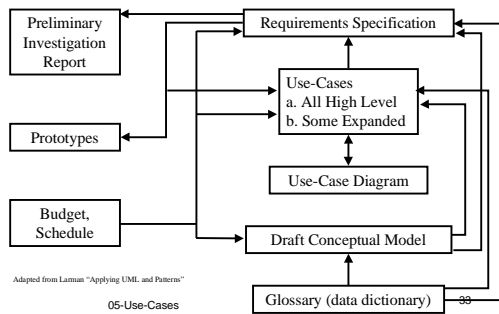 Preliminary
Investigation
Report
Requirements Specification
Use-Cases
a. All High Level
b. Some Expanded
Prototypes
Use-Case Diagram
Budget,
Schedule
Draft Conceptual Model
Adapted from Larman "Applying UML and Patterns"
Glossary (data dictionary)
05-Use-Cases
33